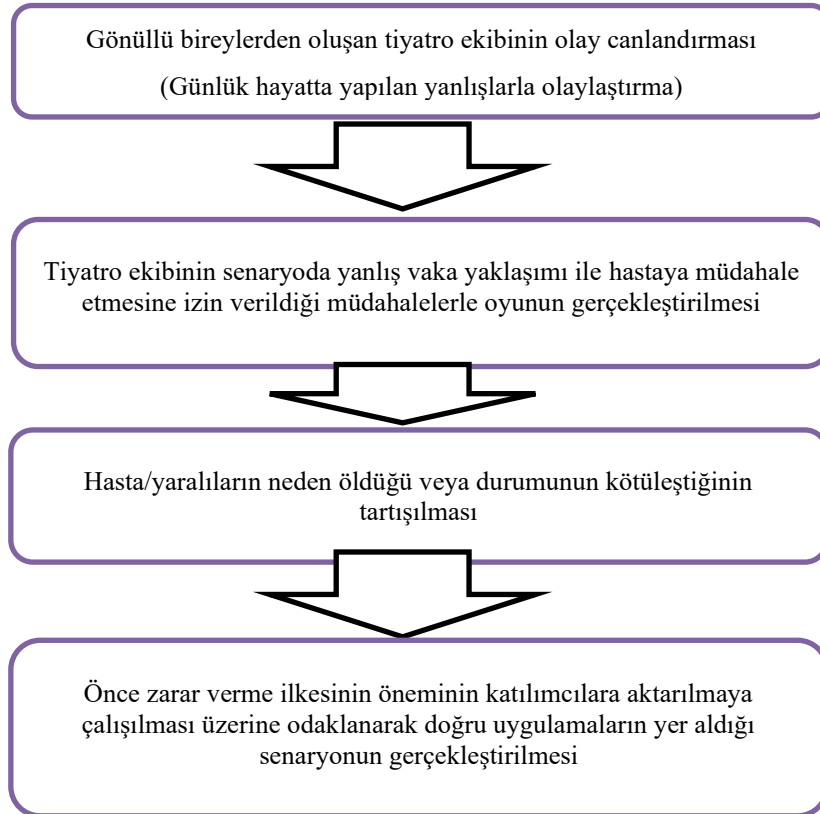 Gönüllü bireylerden oluşan tiyatro ekibinin olay canlandırması
(Günlük hayatta yapılan yanlışlarla olaylaştırma)
Tiyatro ekibinin senaryoda yanlış vaka yaklaşımı ile hastaya müdahale
etmesine izin verildiği müdahalelerle oyunun gerçekleştirilmesi
Hasta/yaralıların neden öldüğü veya durumunun kötüleştiğinin
tartışılması
Önce zarar verme ilkesinin öneminin katılımcılara aktarılmaya
çalışılması üzerine odaklanarak doğru uygulamaların yer aldığı
senaryonun gerçekleştirilmesi